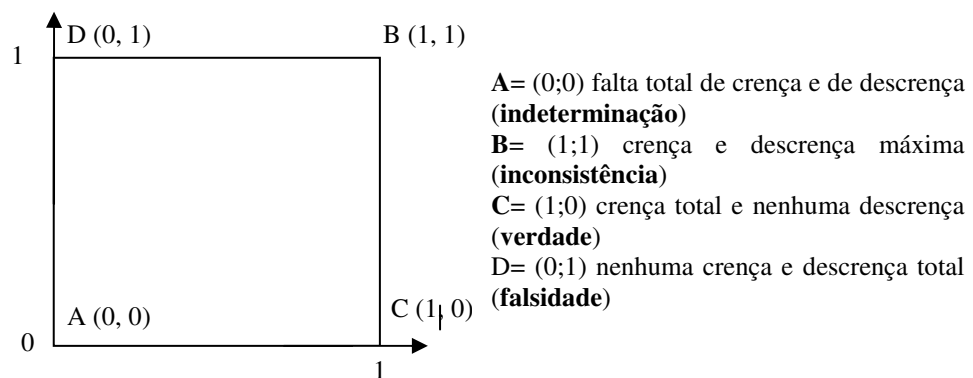 D (0, 1)
B (1, 1)
1
A= (0;0) falta total de crença e de descrença
(indeterminação)
B= (1;1) crença e descrença máxima
(inconsistência)
C= (1;0) crença total e nenhuma descrença
(verdade)
D= (0;1) nenhuma crença e descrença total
(falsidade)
A (0, 0)
C (1, 0)
0
1